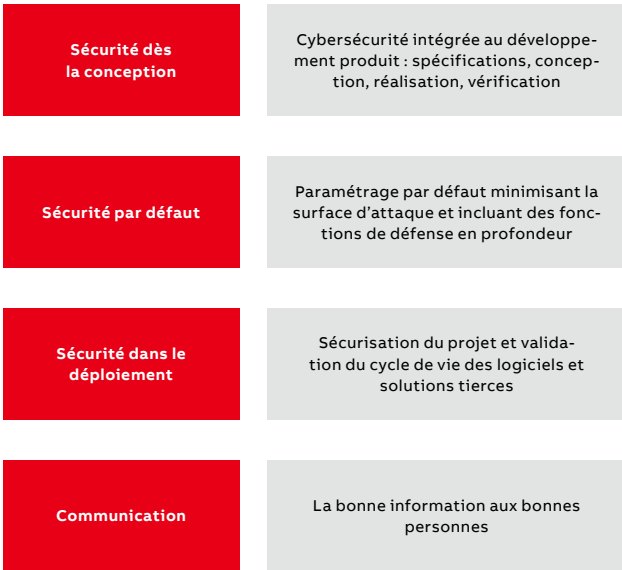 Sécurité dès
la conception
Cybersécurité intégrée au développe-
ment produit : spécifications, concep-
tion, réalisation, vérification
Sécurité par défaut
Paramétrage par défaut minimisant la
surface d'attaque et incluant des fonc-
tions de défense en profondeur
Sécurité dans le
déploiement
Sécurisation du projet et valida-
tion du cycle de vie des logiciels et
solutions tierces
Communication
La bonne information aux bonnes
personnes